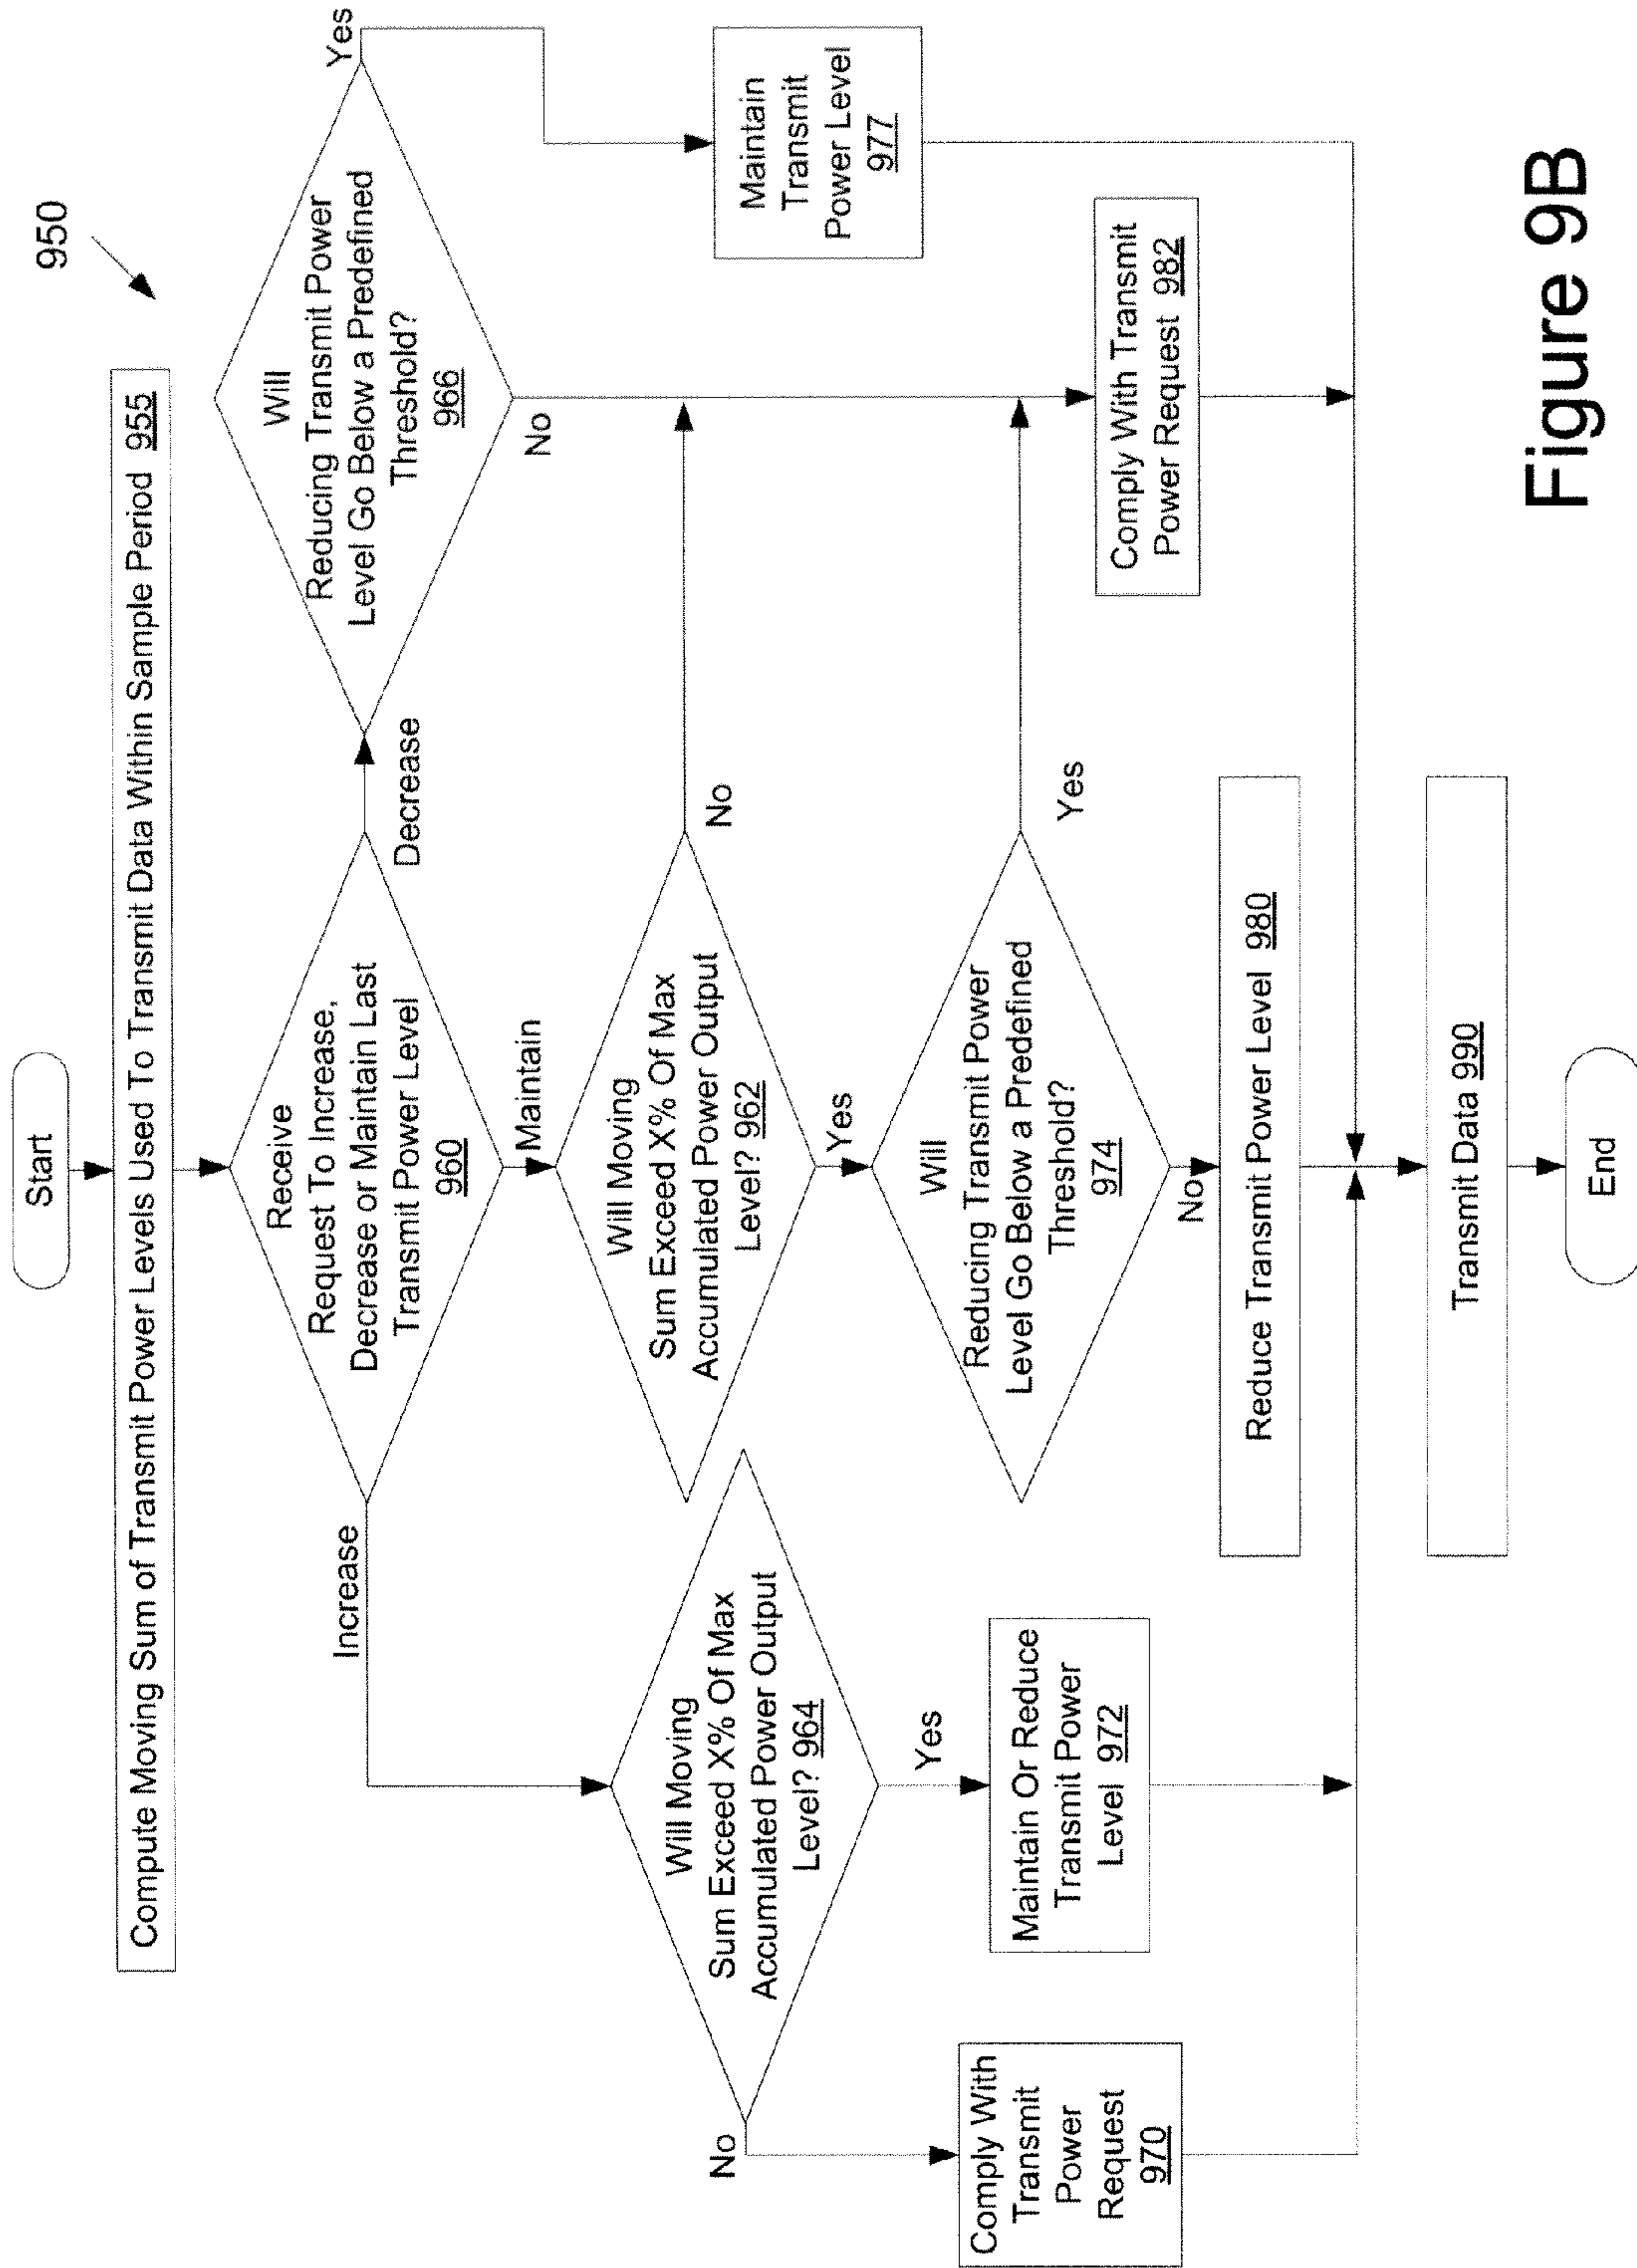 950
Start
Compute Moving Sum of Transmit Power Levels Used To Transmit Data Within Sample Period 955
Receive
Request To Increase,
Decrease or Maintain Last
Transmit Power Level
960
Increase
Maintain
Decrease
Will
Reducing Transmit Power
Level Go Below a Predefined
Threshold?
966
Yes
No
Will Moving
Sum Exceed X% Of Max
Accumulated Power Output
Level? 964
No
Yes
Will Moving
Sum Exceed X% Of Max
Accumulated Power Output
Level? 962
No
Yes
Maintain
Transmit
Power Level
977
Comply With
Transmit
Power
Request
970
Maintain Or Reduce
Transmit Power
Level 972
Will
Reducing Transmit Power
Level Go Below a Predefined
Threshold?
974
Yes
No
Comply With Transmit
Power Request 982
Reduce Transmit Power Level 980
Transmit Data 990
End
Figure 9B